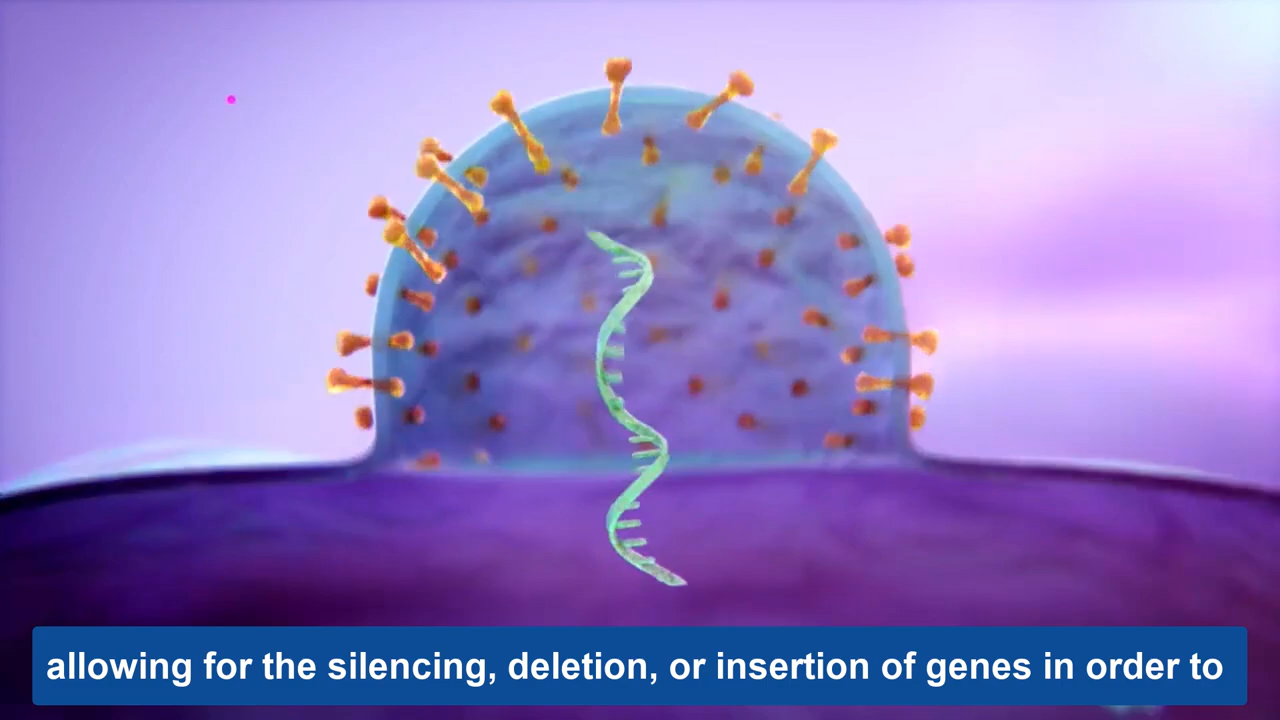 allowing for the silencing, deletion, or insertion of genes in order to